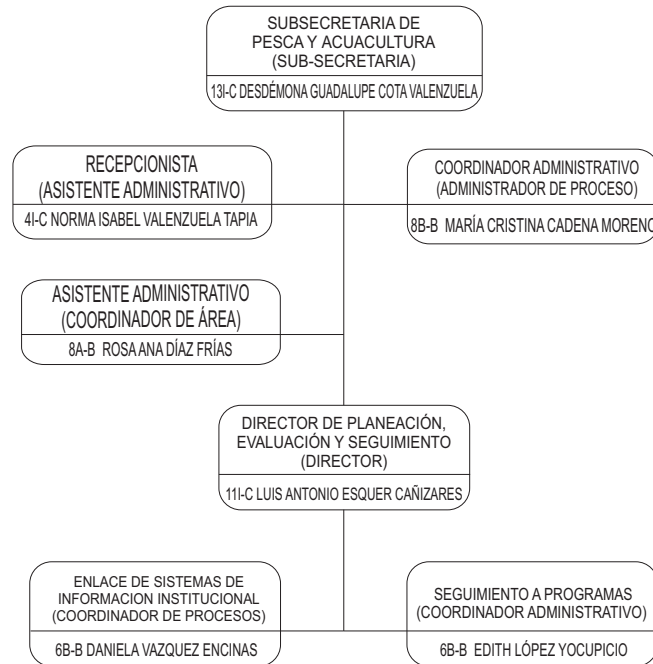 SUBSECRETARIA DE
PESCA Y ACUACULTURA
(SUB-SECRETARIA)
13I-C DESDÉMONA GUADALUPE COTA VALENZUELA
RECEPCIONISTA
(ASISTENTE ADMINISTRATIVO)
4I-C NORMA ISABEL VALENZUELA TAPIA
COORDINADOR ADMINISTRATIVO
(ADMINISTRADOR DE PROCESO)
8B-B MARÍA CRISTINA CADENA MORENO
ASISTENTE ADMINISTRATIVO
(COORDINADOR DE ÁREA)
8A-B ROSA ANA DÍAZ FRÍAS
DIRECTOR DE PLANEACIÓN,
EVALUACIÓN Y SEGUIMIENTO
(DIRECTOR)
11I-C LUIS ANTONIO ESQUER CAÑIZARES
ENLACE DE SISTEMAS DE
INFORMACION INSTITUCIONAL
(COORDINADOR DE PROCESOS)
6B-B DANIELA VAZQUEZ ENCINAS
SEGUIMIENTO A PROGRAMAS
(COORDINADOR ADMINISTRATIVO)
6B-B EDITH LÓPEZ YOCUPICIO